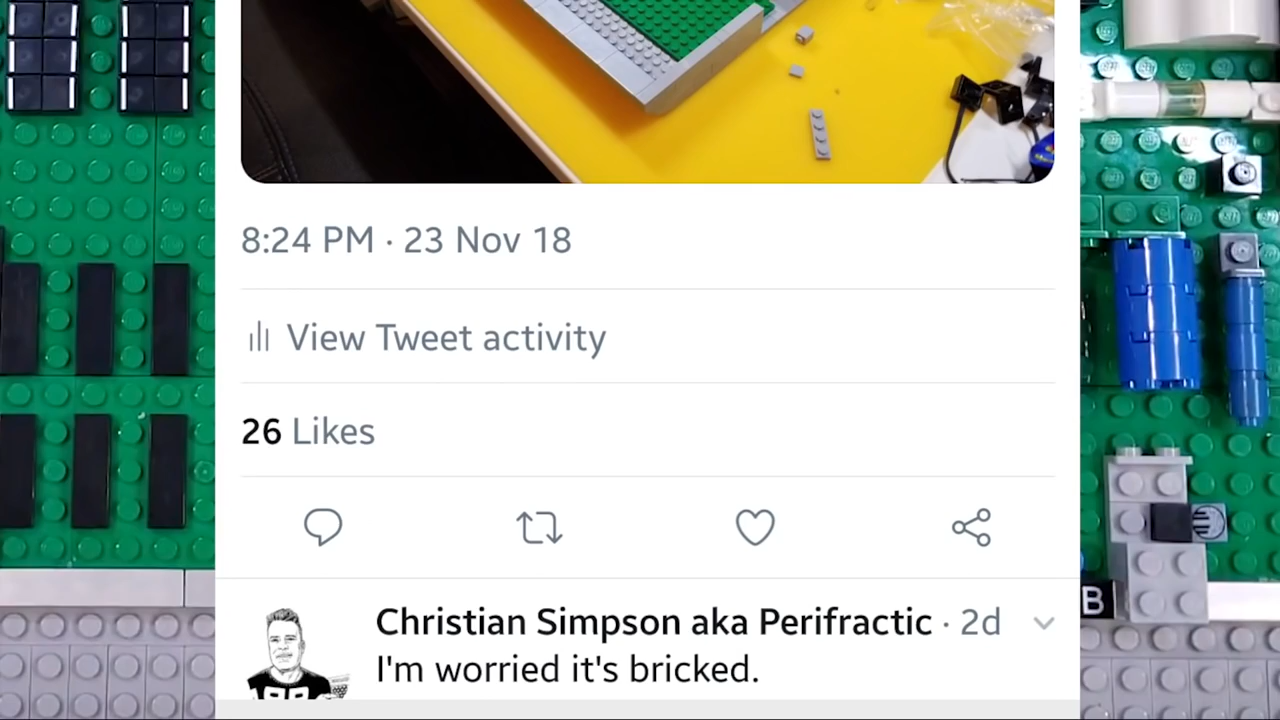 8:24 PM · 23 Nov 18
View Tweet activity
26 Likes
Christian Simpson aka Perifractic · 2d
I'm worried it's bricked.
B